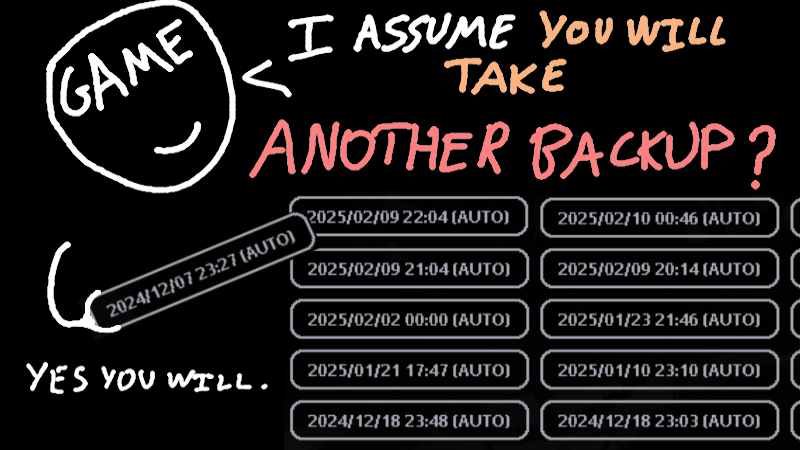 GAME
I ASSUME YOU WILL
TAKE
ANOTHER BACKUP?
2025/02/09 22:04 (AUTO)
2025/02/10 00:46 (AUTO)
2024/12/07 23:27 (AUTO)
2025/02/09 21:04 (AUTO)
2025/02/09 20:14 (AUTO)
2025/02/02 00:00 (AUTO)
2025/01/23 21:46 (AUTO)
YES YOU WILL.
2025/01/21 17:47 (AUTO)
2025/01/10 23:10 (AUTO)
2024/12/18 23:48 (AUTO)
2024/12/18 23:03 (AUTO)